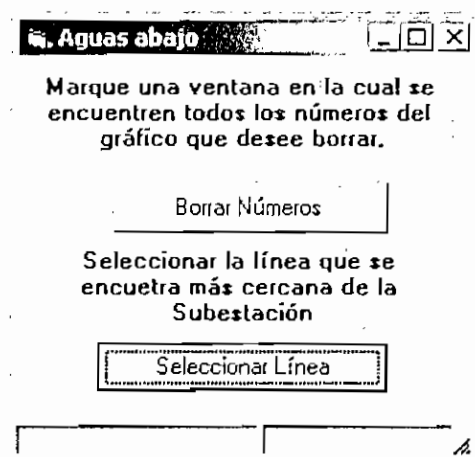 Aguas abajo
Marque una ventana en la cual se
encuentren todos los números del
gráfico que desee borrar.
Borrar Números
Seleccionar la línea que se
encuetra más cercana de la
Subestación
Seleccionar Línea